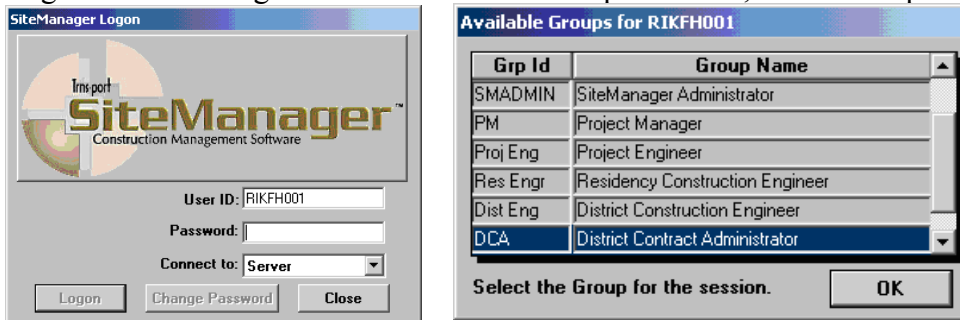 SiteManager Logon
Trns·port
SiteManager™
Construction Management Software
User ID: RIKFH001
Password:
Connect to: Server
Logon Change Password Close
Available Groups for RIKFH001
Grp Id Group Name
SMADMIN SiteManager Administrator
PM Project Manager
Proj Eng Project Engineer
Res Engr Residency Construction Engineer
Dist Eng District Construction Engineer
DCA District Contract Administrator
Select the Group for the session. OK